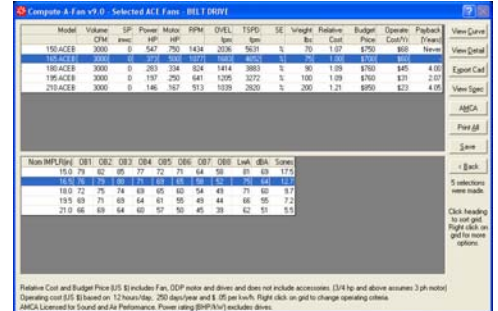 Compute-A-Fan v9.0 - Selected ACE Fans - BELT DRIVE
Model Volume SP Power Motor RPM OVEL TSPD SE Weight Relative Budget Operate Payback
CFM inwc HP HP fpm fpm lbs Cost Price Cost/Yr (Years)
150 ACEB 3000 0 .547 .750 1434 2036 5631 % 70 1.07 $750 $68 Never
165 ACEB 3000 0 .373 .500 1077 1683 4652 % 75 1.00 $700 $60 -
180 ACEB 3000 0 .283 .334 824 1414 3883 % 90 1.09 $760 $45 4.00
195 ACEB 3000 0 .197 .250 641 1205 3272 % 100 1.09 $760 $31 2.07
210 ACEB 3000 0 .146 .167 513 1039 2820 % 200 1.21 $850 $23 4.05
Nom IMPLR(in) OB1 OB2 OB3 OB4 OB5 OB6 OB7 OB8 LwA dBA Sones
15.0 79 82 85 77 72 71 64 58 81 69 17.5
16.5 76 79 80 71 69 65 58 52 75 64 12.7
18.0 72 75 74 69 65 60 54 49 71 60 9.7
19.5 69 71 69 64 61 55 49 44 66 55 7.2
21.0 66 69 64 60 57 50 45 39 62 51 5.5
View Curve
View Detail
Export Cad
View Spec
AMCA
Print All
Save
< Back
5 selections
were made.
Click heading
to sort grid.
Right click on
grid for more
options
Relative Cost and Budget Price (US $) includes Fan, ODP motor and drives and does not include accessories. (3/4 hp and above assumes 3 ph motor)
Operating cost (US $) based on 12 hours/day, 250 days/year and $ .05 per kw/h. Right click on grid to change operating criteria.
AMCA Licensed for Sound and Air Performance. Power rating (BHP/kW) excludes drives.